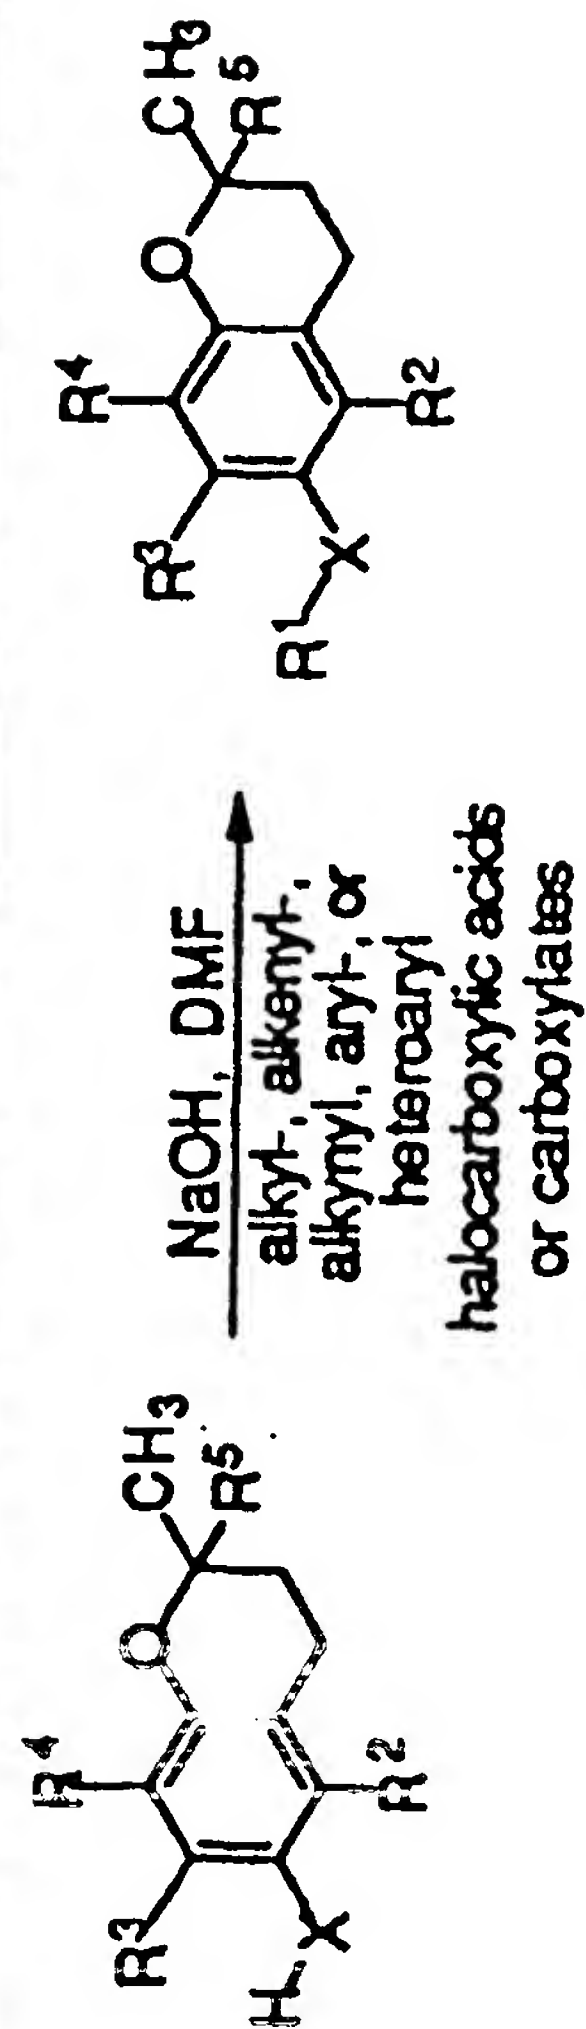 R⁴
R³
O
CH₃
R⁵
H
X
R²
NaOH, DMF
alkyl-, alkenyl-,
alkynyl, aryl-, or
heteroaryl
halocarboxylic acids
or carboxylates
R⁴
R³
O
CH₃
R⁵
R¹
X
R²